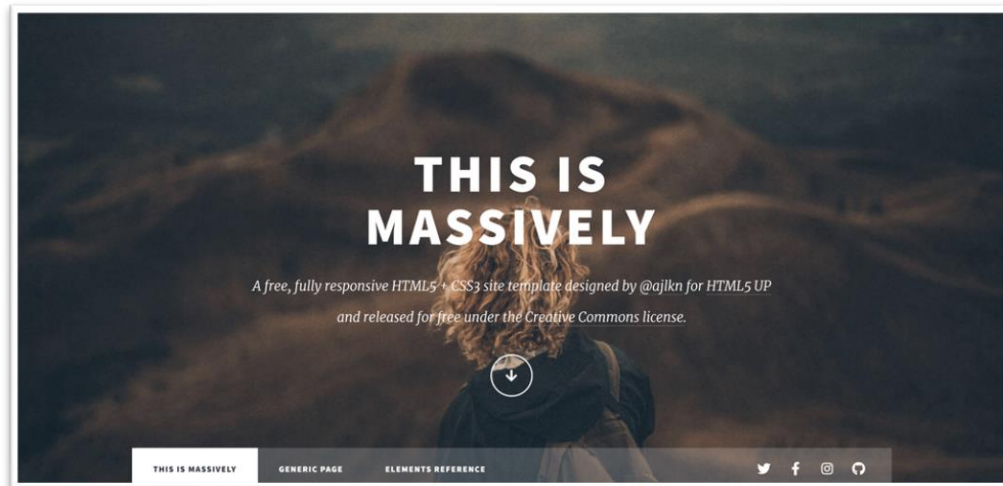 THIS IS
MASSIVELY
A free, fully responsive HTML5 + CSS3 site template designed by @ajlkn for HTML5 UP
and released for free under the Creative Commons license.
THIS IS MASSIVELY GENERIC PAGE ELEMENTS REFERENCE